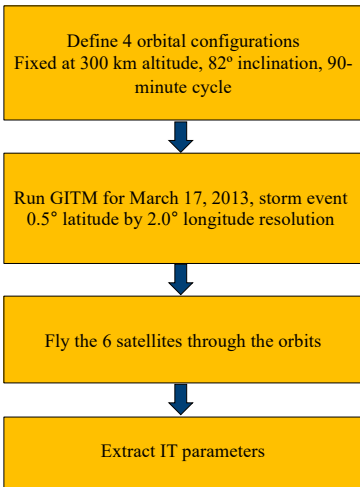 Define 4 orbital configurations
Fixed at 300 km altitude, 82º inclination, 90-
minute cycle
Run GITM for March 17, 2013, storm event
0.5° latitude by 2.0° longitude resolution
Fly the 6 satellites through the orbits
Extract IT parameters